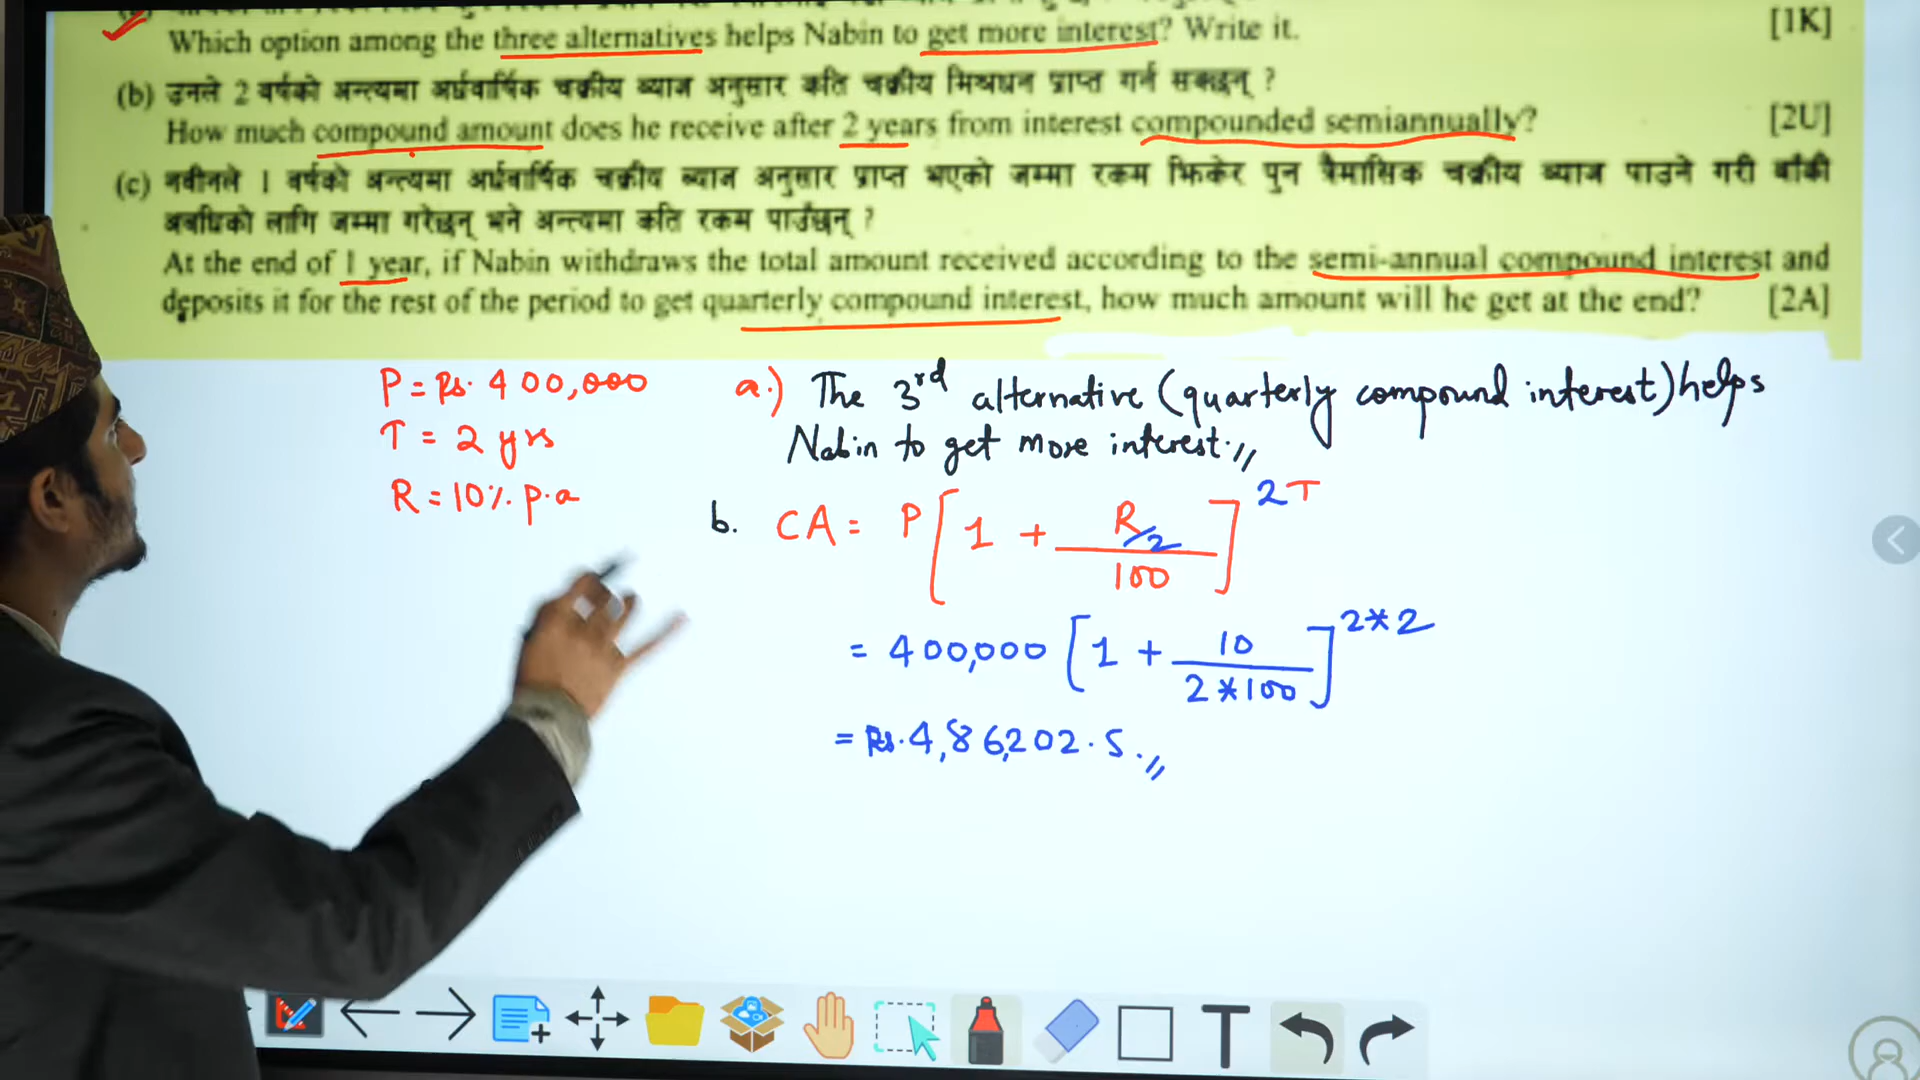 Which option among the three alternatives helps Nabin to get more interest? Write it. [1K]
(b) उनले 2 वर्षको अन्त्यमा अर्धवार्षिक चक्रीय ब्याज अनुसार कति चक्रीय मिश्रधन प्राप्त गर्न सक्छन् ?
How much compound amount does he receive after 2 years from interest compounded semiannually? [2U]
(c) नबीनले 1 वर्षको अन्त्यमा अर्धवार्षिक चक्रीय ब्याज अनुसार प्राप्त भएको जम्मा रकम झिकेर पुन त्रैमासिक चक्रीय ब्याज पाउने गरी बाँकी
अवधिको लागि जम्मा गरेछन् भने अन्त्यमा कति रकम पाउँछन् ?
At the end of 1 year, if Nabin withdraws the total amount received according to the semi-annual compound interest and
deposits it for the rest of the period to get quarterly compound interest, how much amount will he get at the end? [2A]
P = Rs. 400,000
T = 2 yrs
R = 10% p.a
a.) The 3rd alternative (quarterly compound interest) helps
Nabin to get more interest.,,
b. CA = P [ 1 + R/2 / 100 ]^2T
= 400,000 [ 1 + 10 / 2*100 ]^2*2
= Rs. 4,86,202.5.,,
T